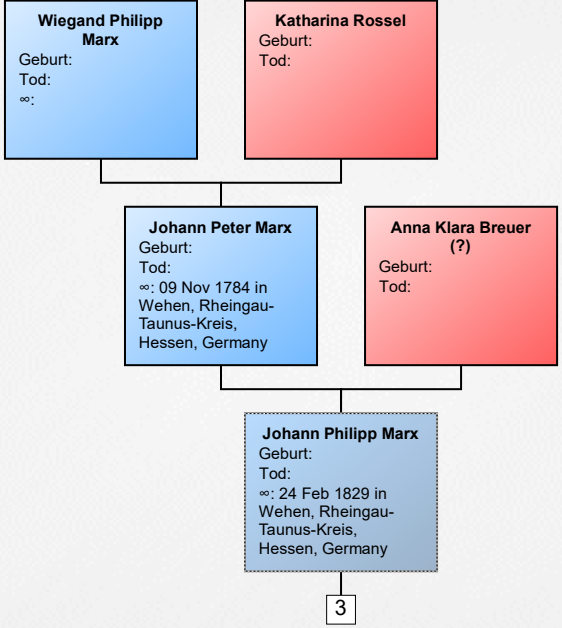 Wiegand Philipp
Marx
Geburt:
Tod:
∞:
Katharina Rossel
Geburt:
Tod:
Johann Peter Marx
Geburt:
Tod:
∞: 09 Nov 1784 in
Wehen, Rheingau-
Taunus-Kreis,
Hessen, Germany
Anna Klara Breuer
(?)
Geburt:
Tod:
Johann Philipp Marx
Geburt:
Tod:
∞: 24 Feb 1829 in
Wehen, Rheingau-
Taunus-Kreis,
Hessen, Germany
3